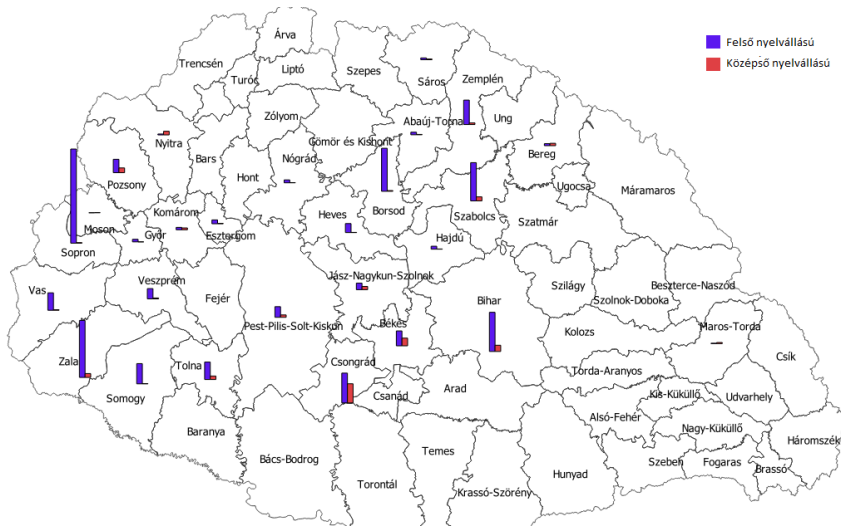 Felső nyelvállású
Középső nyelvállású
Árva
Trencsén
Liptó
Turóc
Szepes
Sáros
Zemplén
Zólyom
Abaúj-Torna
Ung
Nyitra
Bars
Gömör és Kishont
Bereg
Pozsony
Hont
Nógrád
Ugocsa
Máramaros
Komárom
Heves
Borsod
Szabolcs
Szatmár
Moson
Győr
Esztergom
Hajdú
Sopron
Jász-Nagykun-Szolnok
Vas
Veszprém
Fejér
Szilágy
Beszterce-Naszód
Bihar
Szolnok-Doboka
Pest-Pilis-Solt-Kiskun
Békés
Kolozs
Maros-Torda
Zala
Tolna
Csongrád
Csík
Torda-Aranyos
Somogy
Csanád
Arad
Kis-Küküllő
Udvarhely
Baranya
Alsó-Fehér
Nagy-Küküllő
Háromszék
Bács-Bodrog
Temes
Szeben
Fogaras
Brassó
Torontál
Krassó-Szörény
Hunyad